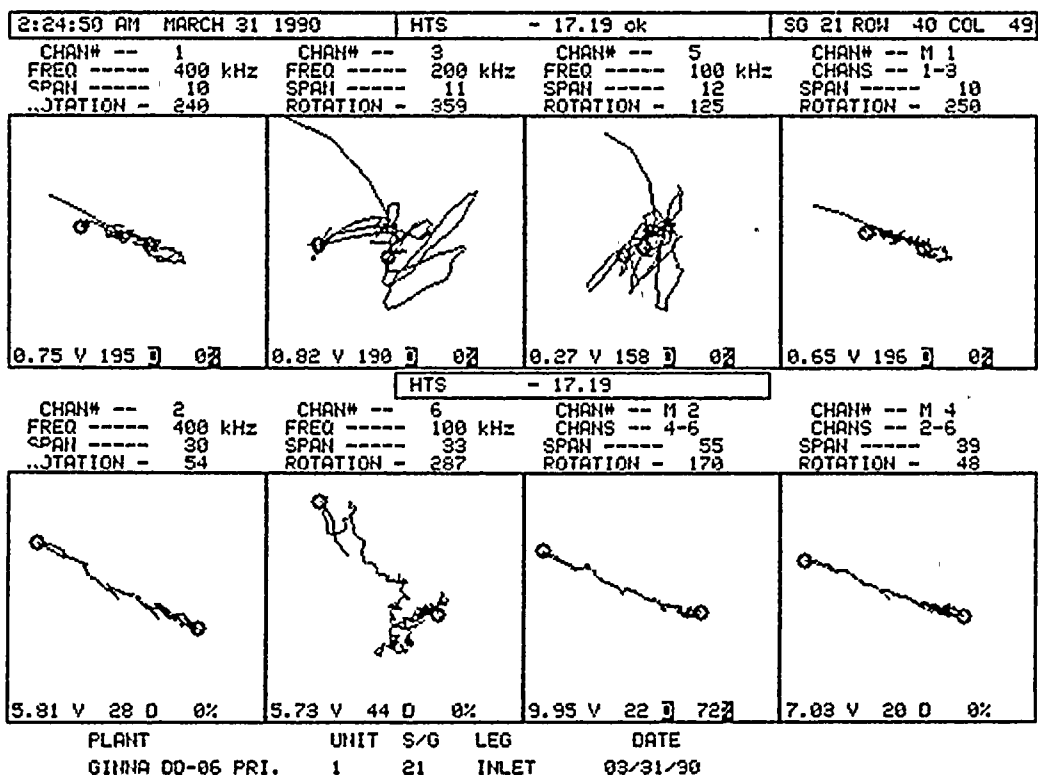 2:24:50 AM MARCH 31 1990 HTS - 17.19 ok SG 21 ROW 40 COL 49
CHAN# -- 1 CHAN# -- 3 CHAN# -- 5 CHAN# -- M 1
FREQ ----- 400 kHz FREQ ----- 200 kHz FREQ ----- 100 kHz CHANS -- 1-3
SPAN ----- 10 SPAN ----- 11 SPAN ----- 12 SPAN ----- 10
ROTATION - 240 ROTATION - 359 ROTATION - 125 ROTATION - 250
0.75 V 195 D 0% 0.82 V 190 D 0% 0.27 V 158 D 0% 0.65 V 196 D 0%
HTS - 17.19
CHAN# -- 2 CHAN# -- 6 CHAN# -- M 2 CHAN# -- M 4
FREQ ----- 400 kHz FREQ ----- 100 kHz CHANS -- 4-6 CHANS -- 2-6
SPAN ----- 30 SPAN ----- 33 SPAN ----- 55 SPAN ----- 39
ROTATION - 54 ROTATION - 287 ROTATION - 170 ROTATION - 48
5.81 V 28 D 0% 5.73 V 44 D 0% 9.95 V 22 D 72% 7.03 V 20 D 0%
PLANT UNIT S/G LEG DATE
GINNA DD-06 PRI. 1 21 INLET 03/31/90